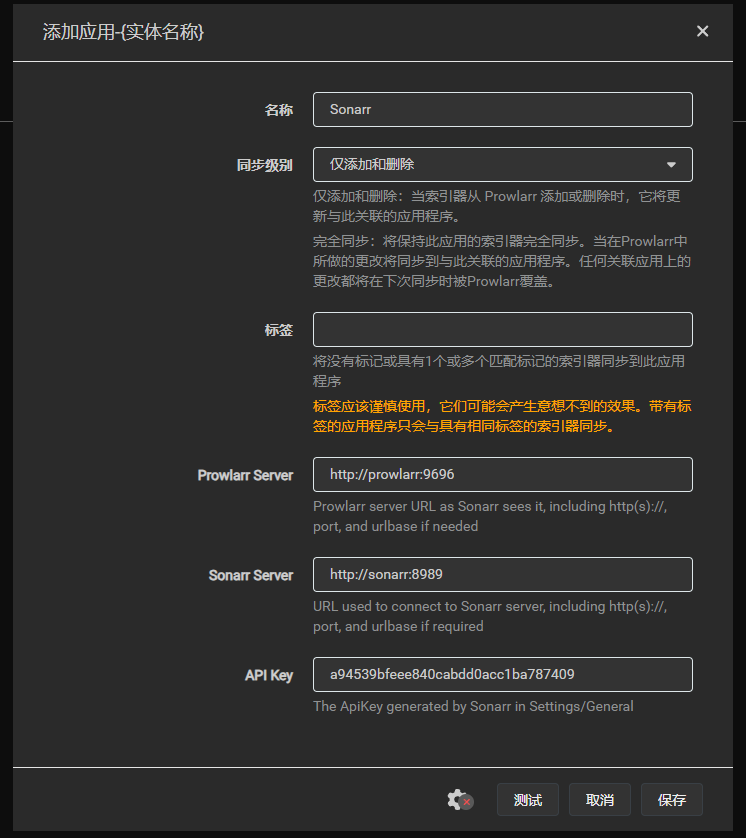 添加应用-{实体名称}
名称
Sonarr
同步级别
仅添加和删除
仅添加和删除：当索引器从 Prowlarr 添加或删除时，它将更
新与此关联的应用程序。
完全同步：将保持此应用的索引器完全同步。当在Prowlarr中
所做的更改将同步到与此关联的应用程序。任何关联应用上的
更改都将在下次同步时被Prowlarr覆盖。
标签
将没有标记或具有1个或多个匹配标记的索引器同步到此应用
程序
标签应该谨慎使用，它们可能会产生意想不到的效果。带有标
签的应用程序只会与具有相同标签的索引器同步。
Prowlarr Server
http://prowlarr:9696
Prowlarr server URL as Sonarr sees it, including http(s)://,
port, and urlbase if needed
Sonarr Server
http://sonarr:8989
URL used to connect to Sonarr server, including http(s)://,
port, and urlbase if required
API Key
a94539bfeee840cabdd0acc1ba787409
The ApiKey generated by Sonarr in Settings/General
测试
取消
保存